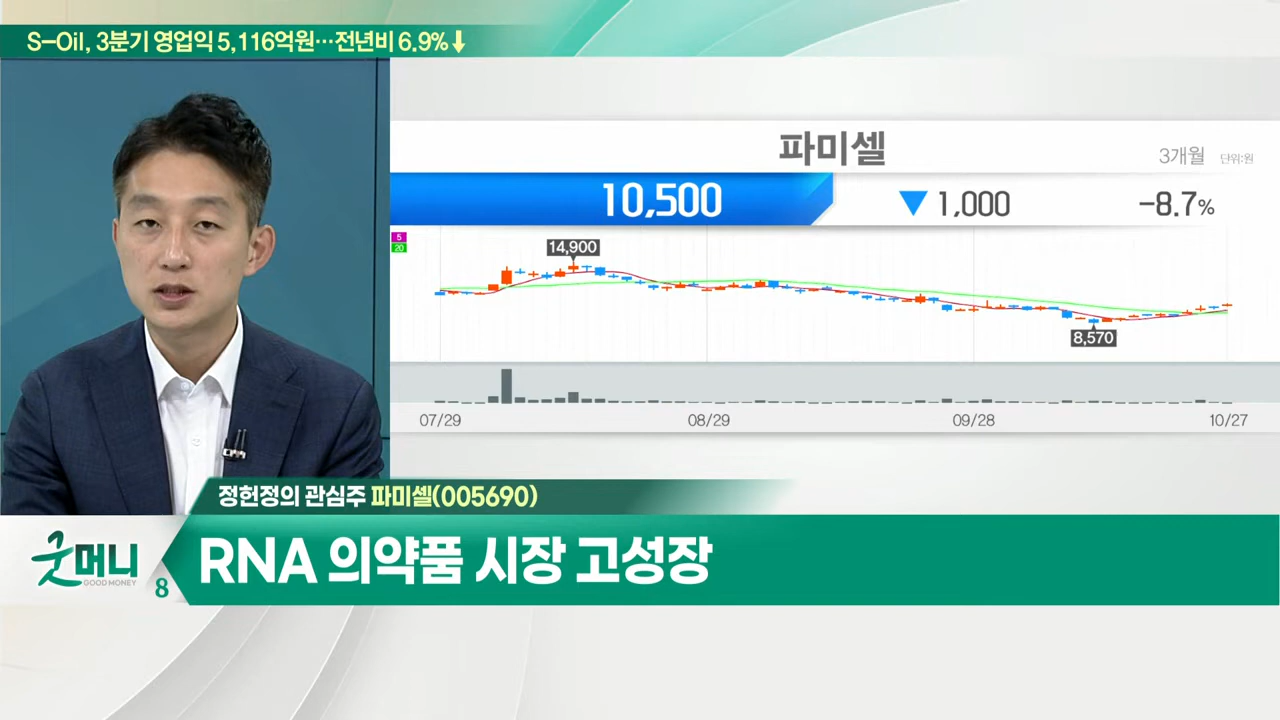 S-Oil, 3분기 영업익 5,116억원…전년비 6.9%↓
파미셀
3개월 단위:원
10,500 ▼ 1,000 -8.7%
5
20
14,900
8,570
07/29 08/29 09/28 10/27
정헌정의 관심주 파미셀(005690)
굿머니
GOOD MONEY
8
RNA 의약품 시장 고성장